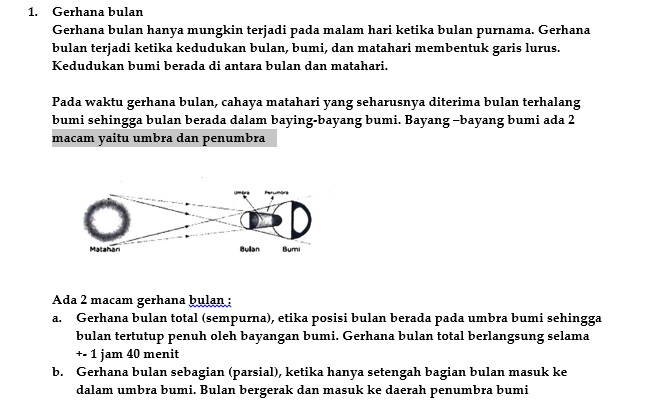 1. Gerhana bulan
Gerhana bulan hanya mungkin terjadi pada malam hari ketika bulan purnama. Gerhana
bulan terjadi ketika kedudukan bulan, bumi, dan matahari membentuk garis lurus.
Kedudukan bumi berada di antara bulan dan matahari.
Pada waktu gerhana bulan, cahaya matahari yang seharusnya diterima bulan terhalang
bumi sehingga bulan berada dalam baying-bayang bumi. Bayang –bayang bumi ada 2
macam yaitu umbra dan penumbra
Umbra Penumbra
Matahari Bulan Bumi
Ada 2 macam gerhana bulan :
a. Gerhana bulan total (sempurna), etika posisi bulan berada pada umbra bumi sehingga
bulan tertutup penuh oleh bayangan bumi. Gerhana bulan total berlangsung selama
+- 1 jam 40 menit
b. Gerhana bulan sebagian (parsial), ketika hanya setengah bagian bulan masuk ke
dalam umbra bumi. Bulan bergerak dan masuk ke daerah penumbra bumi